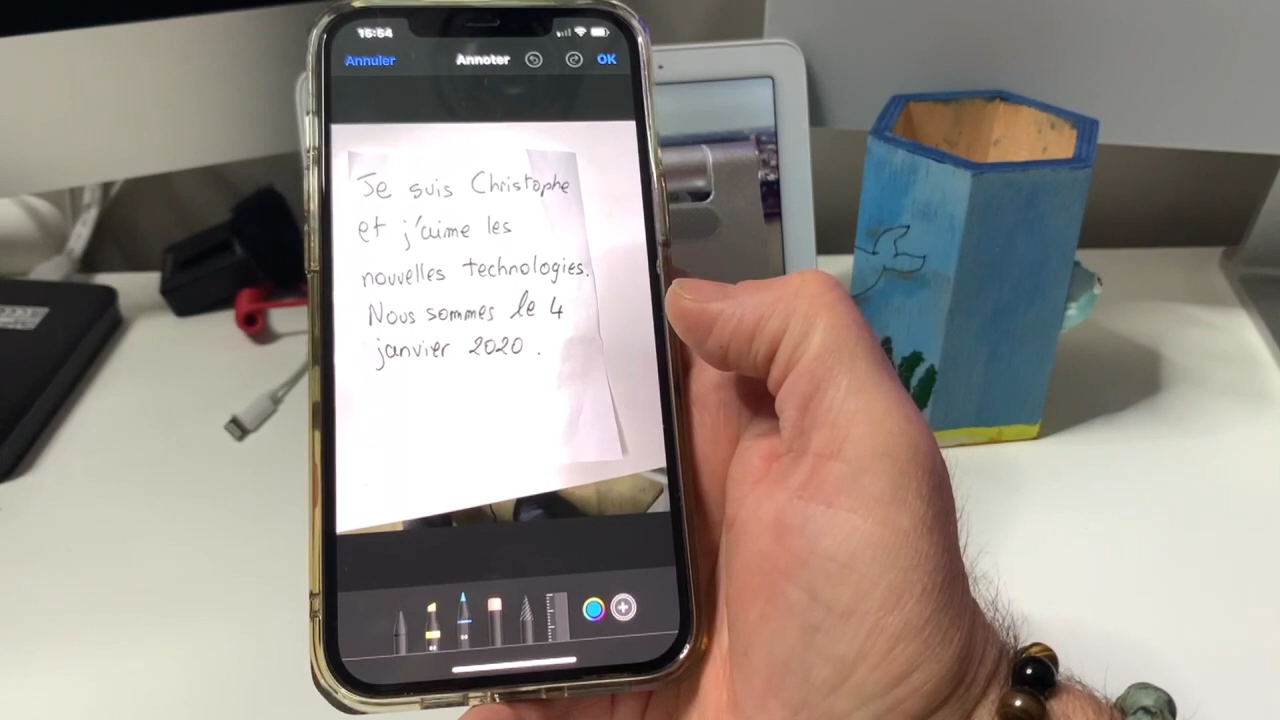 15:54
Annuler Annoter OK
Je suis Christophe
et j'aime les
nouvelles technologies.
Nous sommes le 4
janvier 2020.